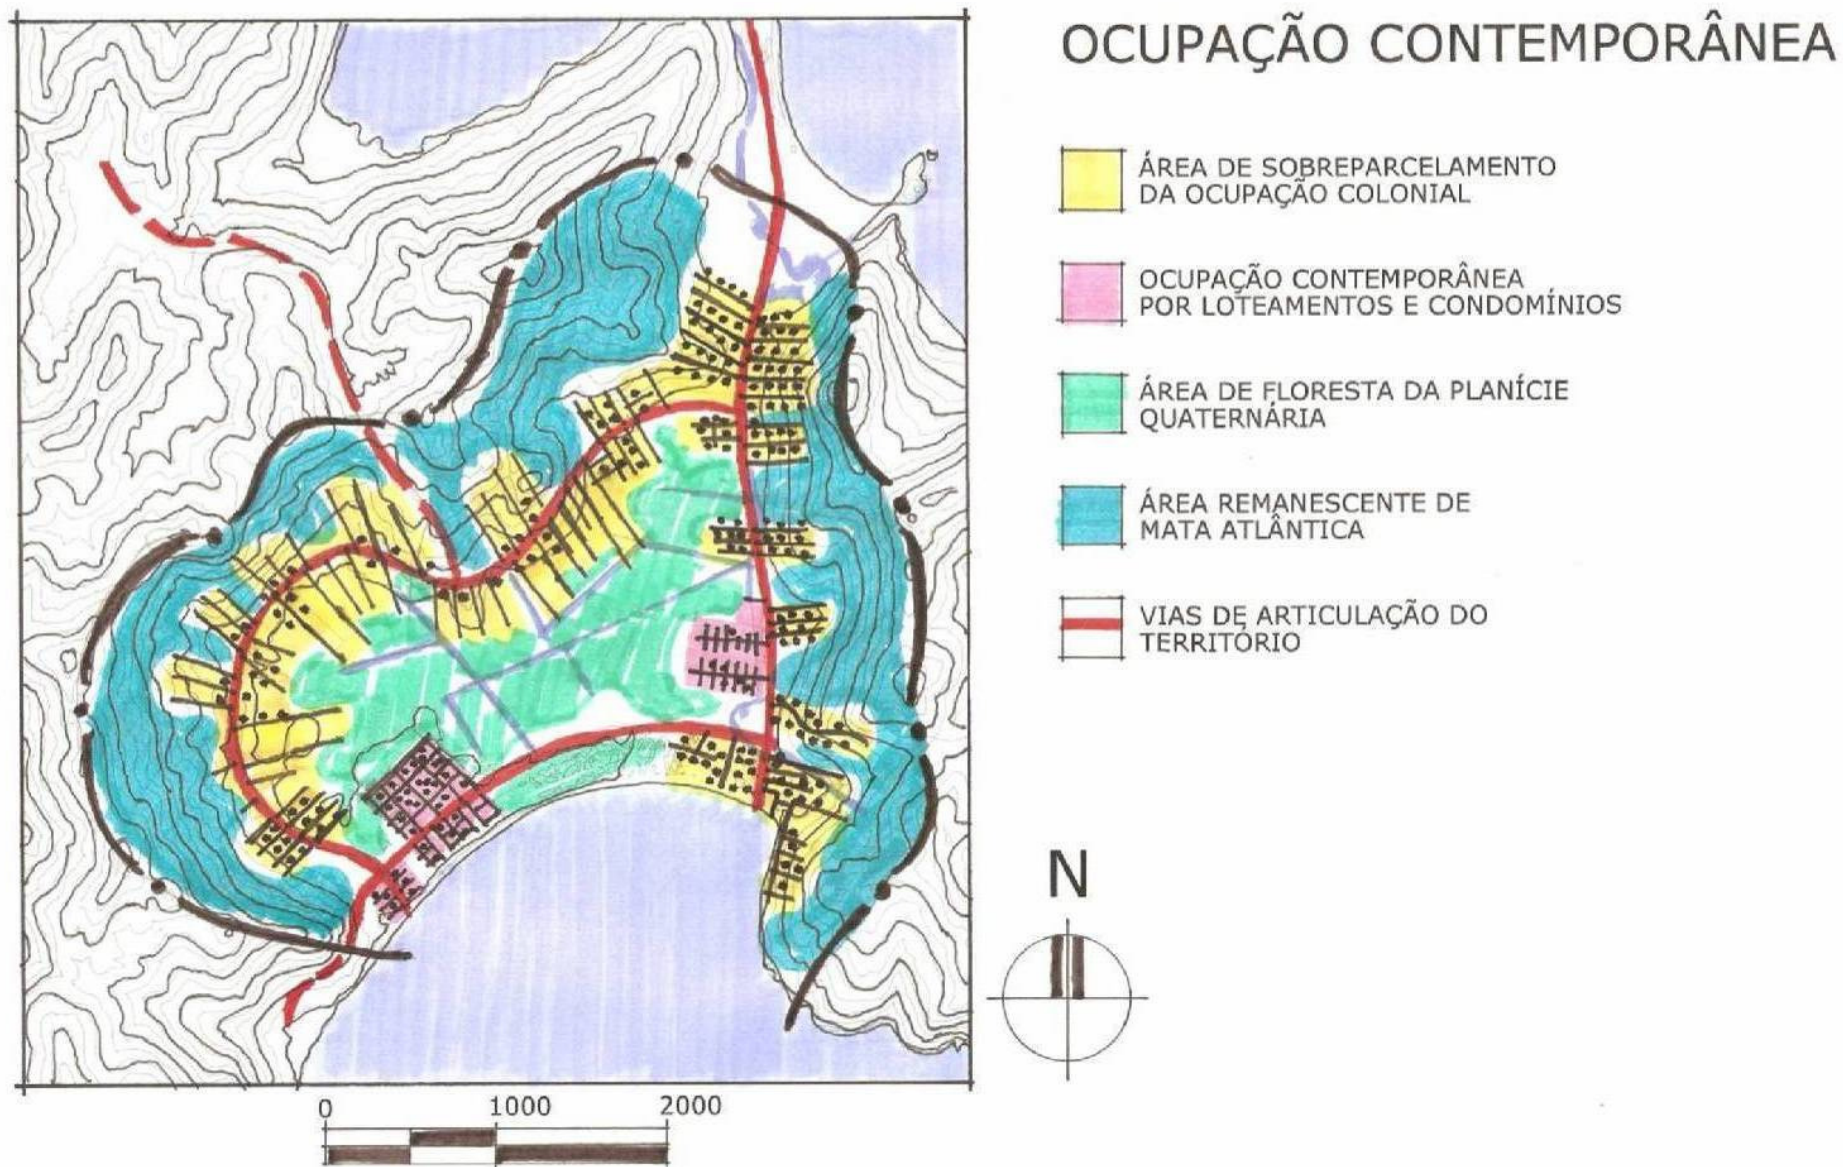 OCUPAÇÃO CONTEMPORÂNEA
ÁREA DE SOBREPARCELAMENTO
DA OCUPAÇÃO COLONIAL
OCUPAÇÃO CONTEMPORÂNEA
POR LOTEAMENTOS E CONDOMÍNIOS
ÁREA DE FLORESTA DA PLANÍCIE
QUATERNÁRIA
ÁREA REMANESCENTE DE
MATA ATLÂNTICA
VIAS DE ARTICULAÇÃO DO
TERRITÓRIO
N
0 1000 2000